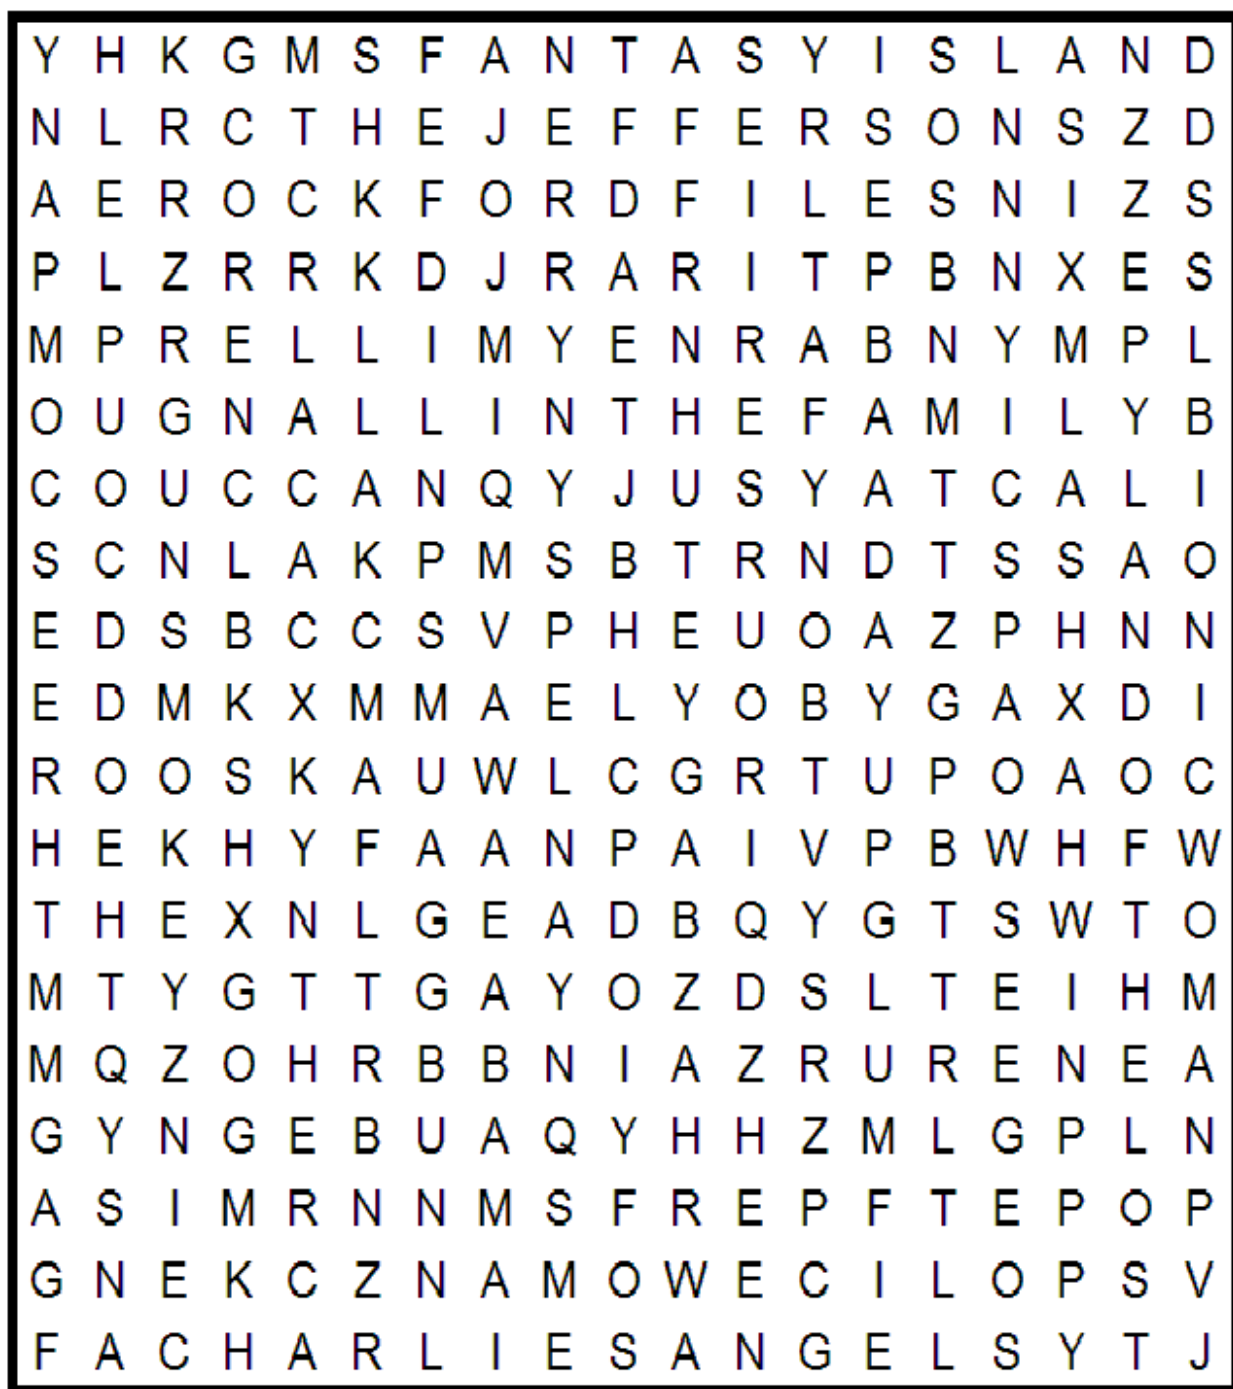 Y H K G M S F A N T A S Y I S L A N D
N L R C T H E J E F F E R S O N S Z D
A E R O C K F O R D F I L E S N I Z S
P L Z R R K D J R A R I T P B N X E S
M P R E L L I M Y E N R A B N Y M P L
O U G N A L L I N T H E F A M I L Y B
C O U C C A N Q Y J U S Y A T C A L I
S C N L A K P M S B T R N D T S S A O
E D S B C C S V P H E U O A Z P H N N
E D M K X M M A E L Y O B Y G A X D I
R O O S K A U W L C G R T U P O A O C
H E K H Y F A A N P A I V P B W H F W
T H E X N L G E A D B Q Y G T S W T O
M T Y G T T G A Y O Z D S L T E I H M
M Q Z O H R B B N I A Z R U R E N E A
G Y N G E B U A Q Y H H Z M L G P L N
A S I M R N N M S F R E P F T E P O P
G N E K C Z N A M O W E C I L O P S V
F A C H A R L I E S A N G E L S Y T J